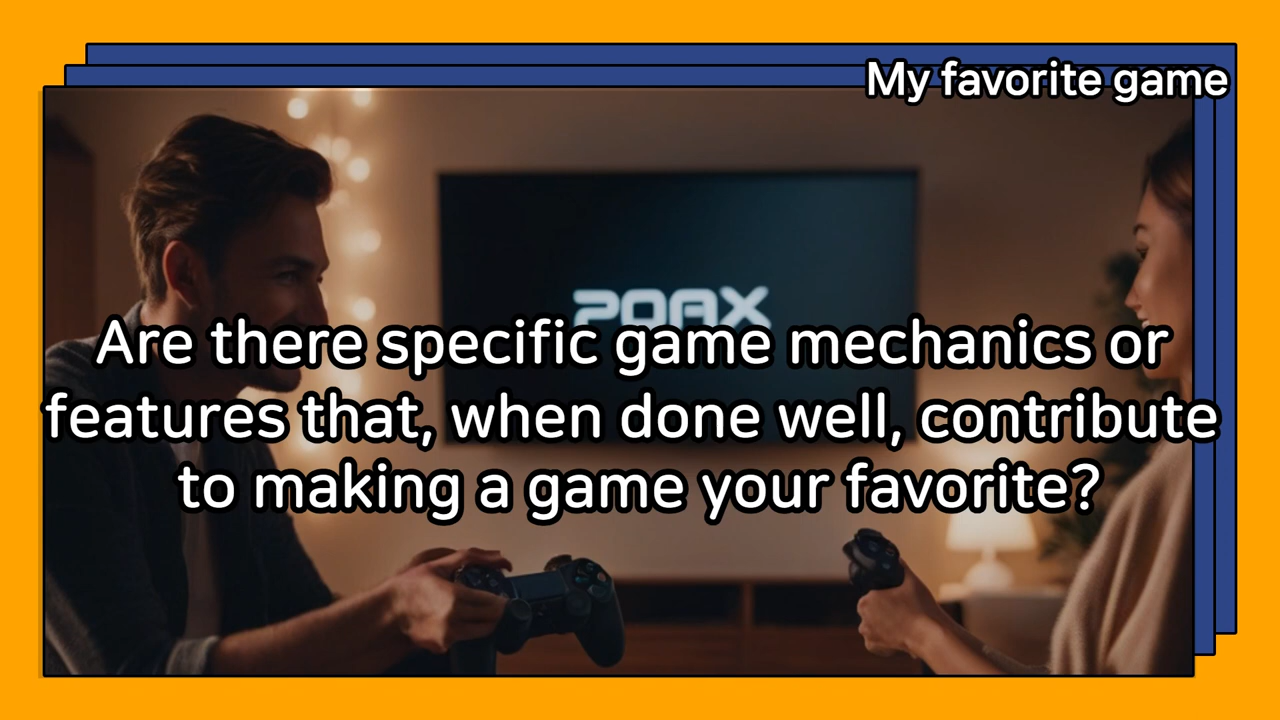 My favorite game
Are there specific game mechanics or
features that, when done well, contribute
to making a game your favorite?